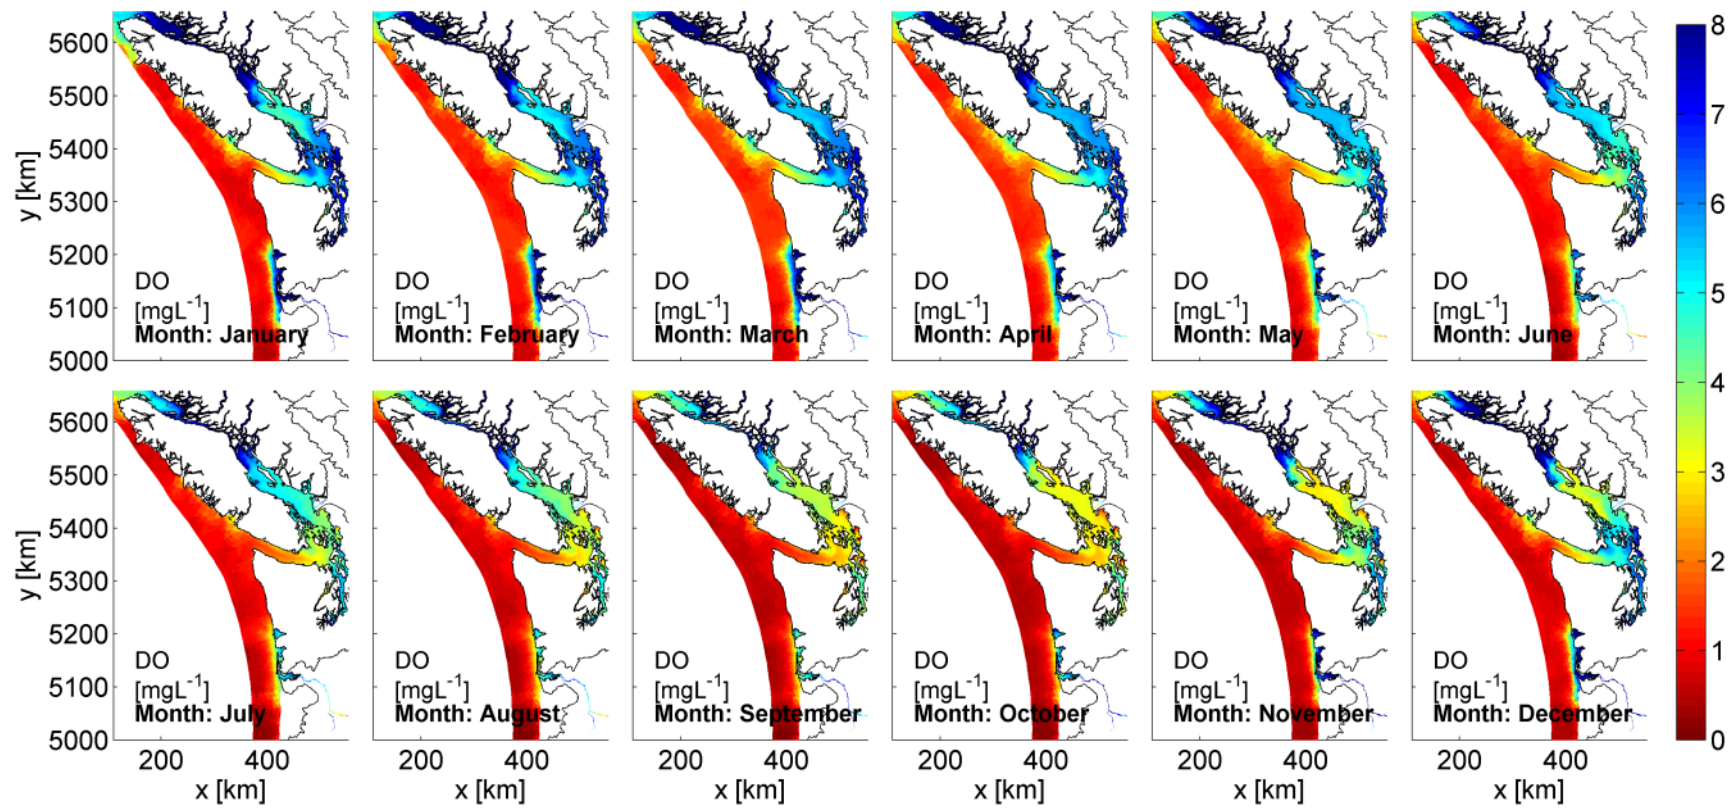 5600
5500
5400
5300
5200
5100
5000
y [km]
DO
[mgL⁻¹]
Month: January
DO
[mgL⁻¹]
Month: February
DO
[mgL⁻¹]
Month: March
DO
[mgL⁻¹]
Month: April
DO
[mgL⁻¹]
Month: May
DO
[mgL⁻¹]
Month: June
5600
5500
5400
5300
5200
5100
5000
y [km]
DO
[mgL⁻¹]
Month: July
DO
[mgL⁻¹]
Month: August
DO
[mgL⁻¹]
Month: September
DO
[mgL⁻¹]
Month: October
DO
[mgL⁻¹]
Month: November
DO
[mgL⁻¹]
Month: December
200 400
200 400
200 400
200 400
200 400
200 400
x [km]
x [km]
x [km]
x [km]
x [km]
x [km]
8
7
6
5
4
3
2
1
0